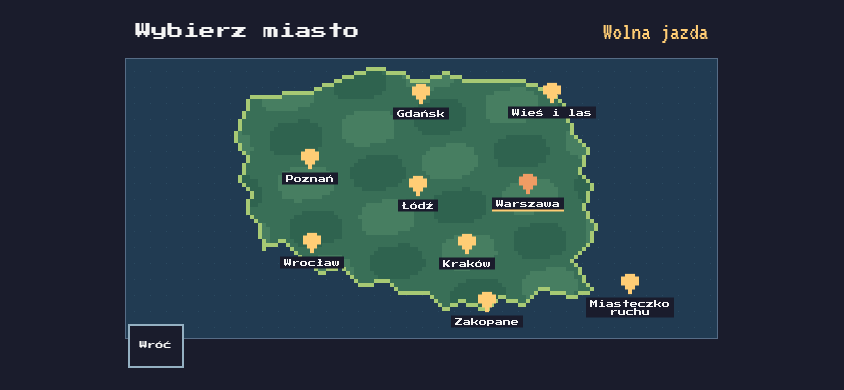 Wybierz miasto
Wolna jazda
Gdańsk
Wieś i las
Poznań
Łódź
Warszawa
Wrocław
Kraków
Miasteczko
ruchu
Zakopane
Wróć